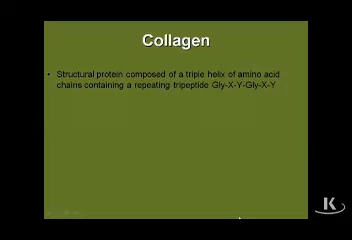 Collagen
• Structural protein composed of a triple helix of amino acid
chains containing a repeating tripeptide Gly-X-Y-Gly-X-Y
K